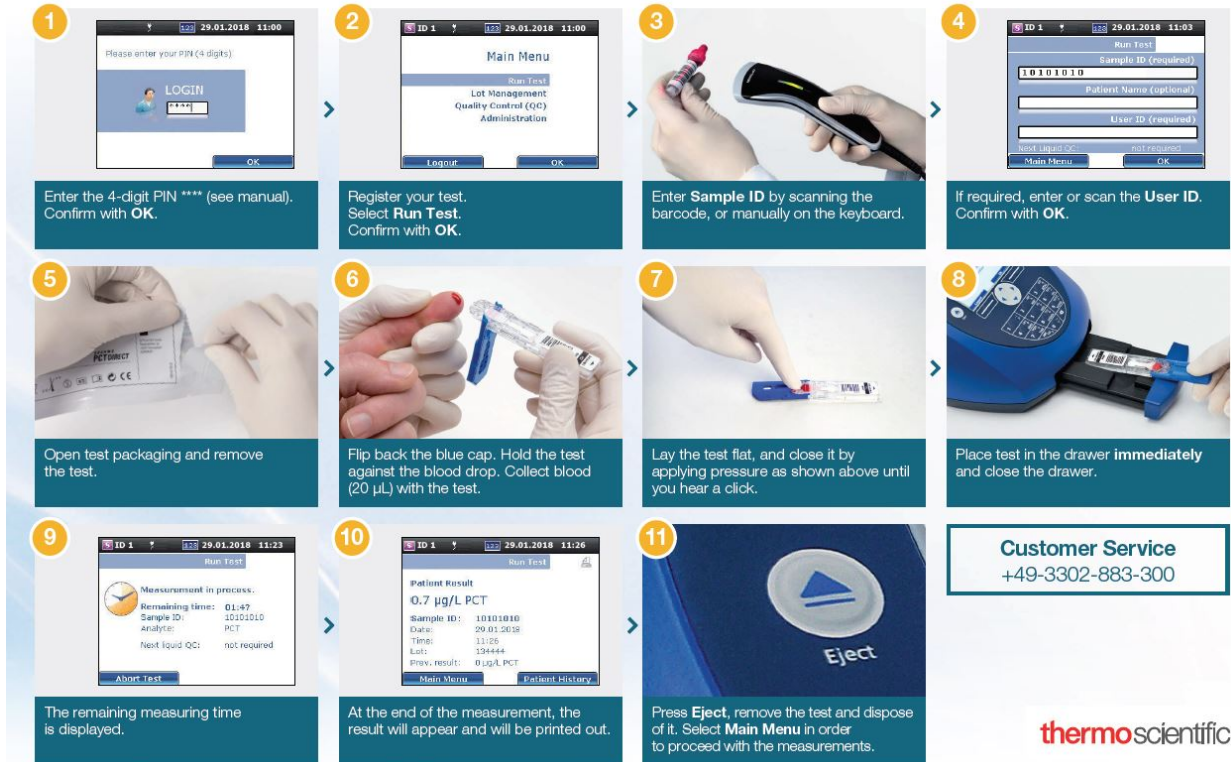 1
29.01.2018 11:00
Please enter your PIN (4 digits)
LOGIN
****
OK
Enter the 4-digit PIN **** (see manual).
Confirm with OK.
2
ID 1 123 29.01.2018 11:00
Main Menu
Run Test
Lot Management
Quality Control (QC)
Administration
Logout OK
Register your test.
Select Run Test.
Confirm with OK.
3
Enter Sample ID by scanning the
barcode, or manually on the keyboard.
4
ID 1 123 29.01.2018 11:03
Run Test
Sample ID (required)
10101010
Patient Name (optional)
User ID (required)
Next Liquid QC: not required
Main Menu OK
If required, enter or scan the User ID.
Confirm with OK.
5
PCT DIRECT
Open test packaging and remove
the test.
6
Flip back the blue cap. Hold the test
against the blood drop. Collect blood
(20 µL) with the test.
7
Lay the test flat, and close it by
applying pressure as shown above until
you hear a click.
8
Place test in the drawer immediately
and close the drawer.
9
ID 1 123 29.01.2018 11:23
Run Test
Measurement in process.
Remaining time: 01:47
Sample ID: 10101010
Analyte: PCT
Next liquid QC: not required
Abort Test
The remaining measuring time
is displayed.
10
ID 1 123 29.01.2018 11:26
Run Test
Patient Result
0.7 µg/L PCT
Sample ID: 10101010
Date: 29.01.2018
Time: 11:26
Lot: 134444
Prev. result: 0 µg/L PCT
Main Menu Patient History
At the end of the measurement, the
result will appear and will be printed out.
11
Eject
Press Eject, remove the test and dispose
of it. Select Main Menu in order
to proceed with the measurements.
Customer Service
+49-3302-883-300
thermo scientific